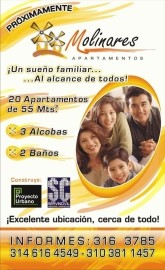 PRÓXIMAMENTE
Molinares
APARTAMENTOS
¡Un sueño familiar...
...Al alcance de todos!
20 Apartamentos
de 55 Mts.
3 Alcobas
2 Baños
Construye:
Proyecto
Urbano
SC
¡Excelente ubicación, cerca de todo!
INFORMES: 316 3785
314 616 4549 - 310 381 1457